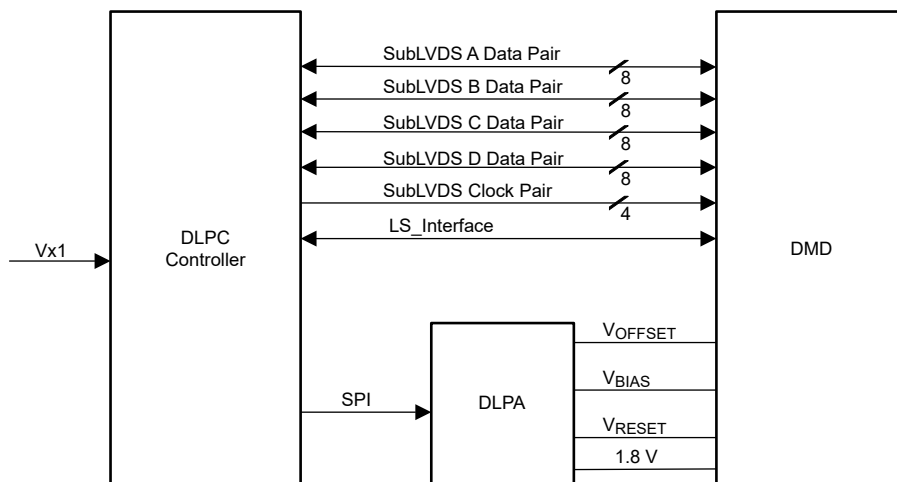 SubLVDS A Data Pair
8
SubLVDS B Data Pair
8
SubLVDS C Data Pair
8
SubLVDS D Data Pair
8
SubLVDS Clock Pair
4
LS_Interface
Vx1
DLPC
Controller
DMD
VOFFSET
VBIAS
SPI
DLPA
VRESET
1.8 V